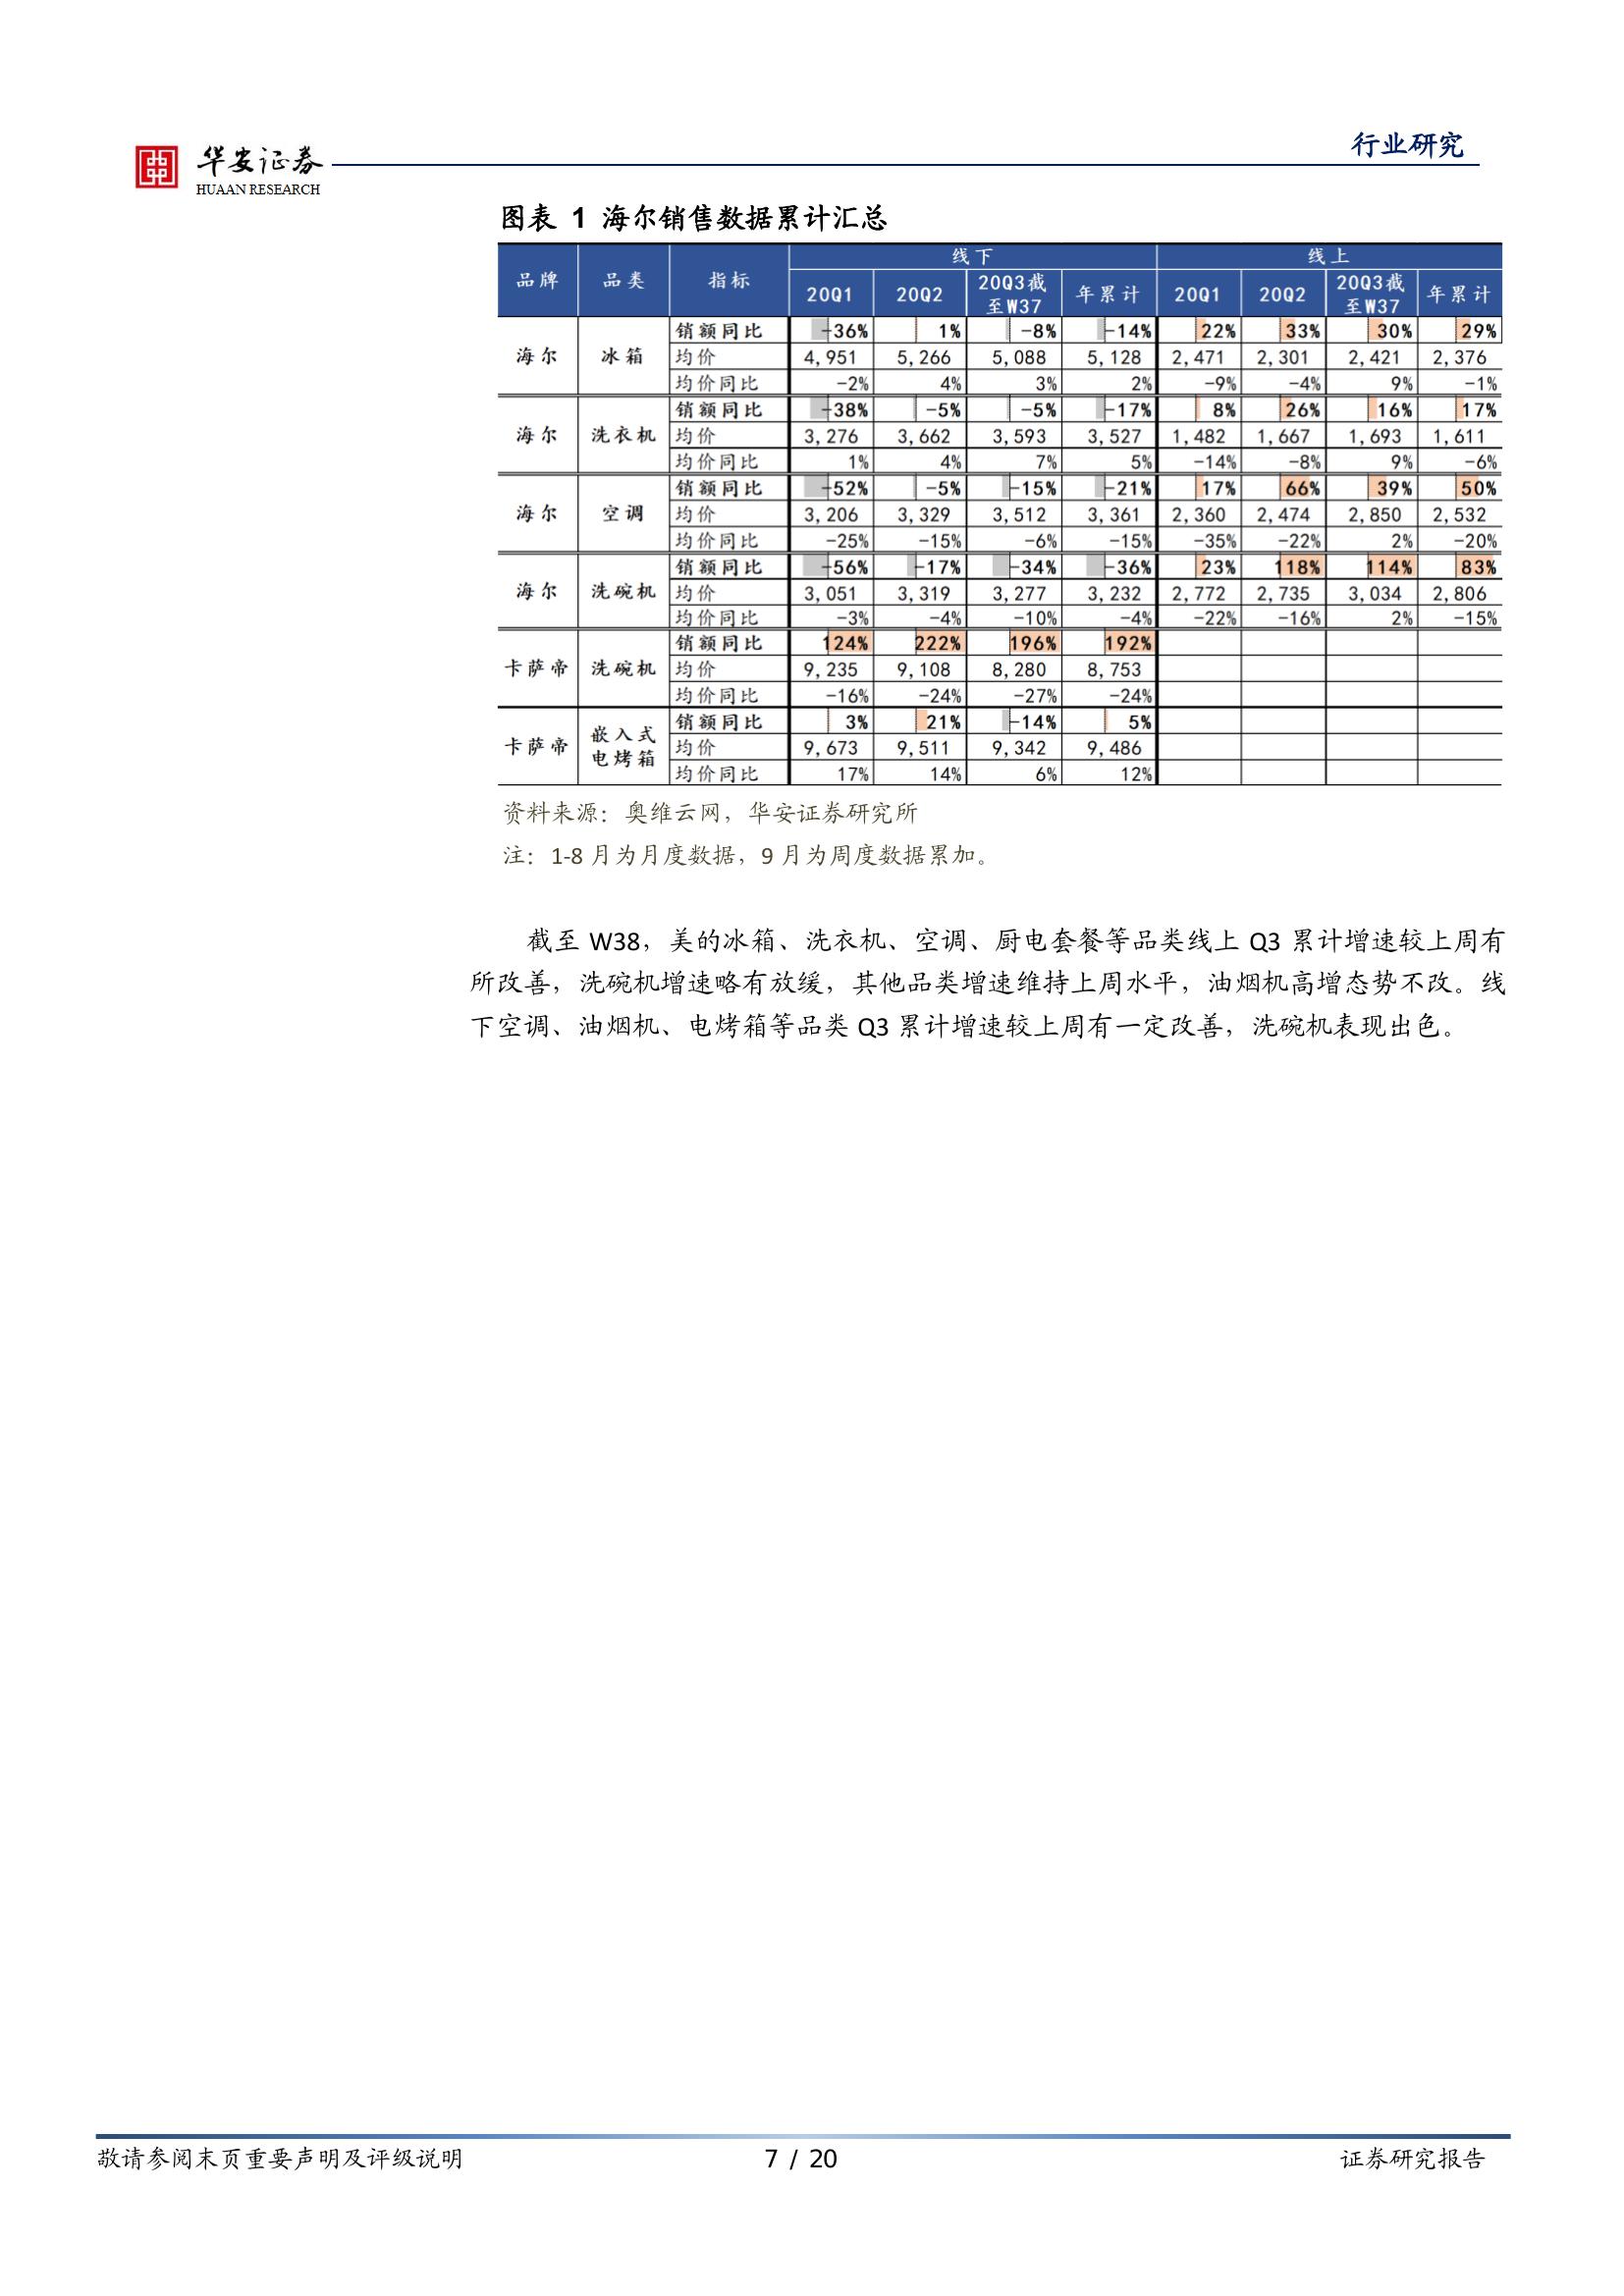 华安证券
HUAAN RESEARCH
行业研究
图表 1 海尔销售数据累计汇总
品牌 品类 指标 线下 线上
20Q1 20Q2 20Q3截至W37 年累计 20Q1 20Q2 20Q3截至W37 年累计
海尔 冰箱 销额同比 -36% 1% -8% -14% 22% 33% 30% 29%
均价 4,951 5,266 5,088 5,128 2,471 2,301 2,421 2,376
均价同比 -2% 4% 3% 2% -9% -4% 9% -1%
海尔 洗衣机 销额同比 -38% -5% -5% -17% 8% 26% 16% 17%
均价 3,276 3,662 3,593 3,527 1,482 1,667 1,693 1,611
均价同比 1% 4% 7% 5% -14% -8% 9% -6%
海尔 空调 销额同比 -52% -5% -15% -21% 17% 66% 39% 50%
均价 3,206 3,329 3,512 3,361 2,360 2,474 2,850 2,532
均价同比 -25% -15% -6% -15% -35% -22% 2% -20%
海尔 洗碗机 销额同比 -56% -17% -34% -36% 23% 118% 114% 83%
均价 3,051 3,319 3,277 3,232 2,772 2,735 3,034 2,806
均价同比 -3% -4% -10% -4% -22% -16% 2% -15%
卡萨帝 洗碗机 销额同比 124% 222% 196% 192%
均价 9,235 9,108 8,280 8,753
均价同比 -16% -24% -27% -24%
卡萨帝 嵌入式电烤箱 销额同比 3% 21% -14% 5%
均价 9,673 9,511 9,342 9,486
均价同比 17% 14% 6% 12%
资料来源：奥维云网，华安证券研究所
注：1-8 月为月度数据，9 月为周度数据累加。
截至 W38，美的冰箱、洗衣机、空调、厨电套餐等品类线上 Q3 累计增速较上周有
所改善，洗碗机增速略有放缓，其他品类增速维持上周水平，油烟机高增态势不改。线
下空调、油烟机、电烤箱等品类 Q3 累计增速较上周有一定改善，洗碗机表现出色。
敬请参阅末页重要声明及评级说明 7 / 20 证券研究报告